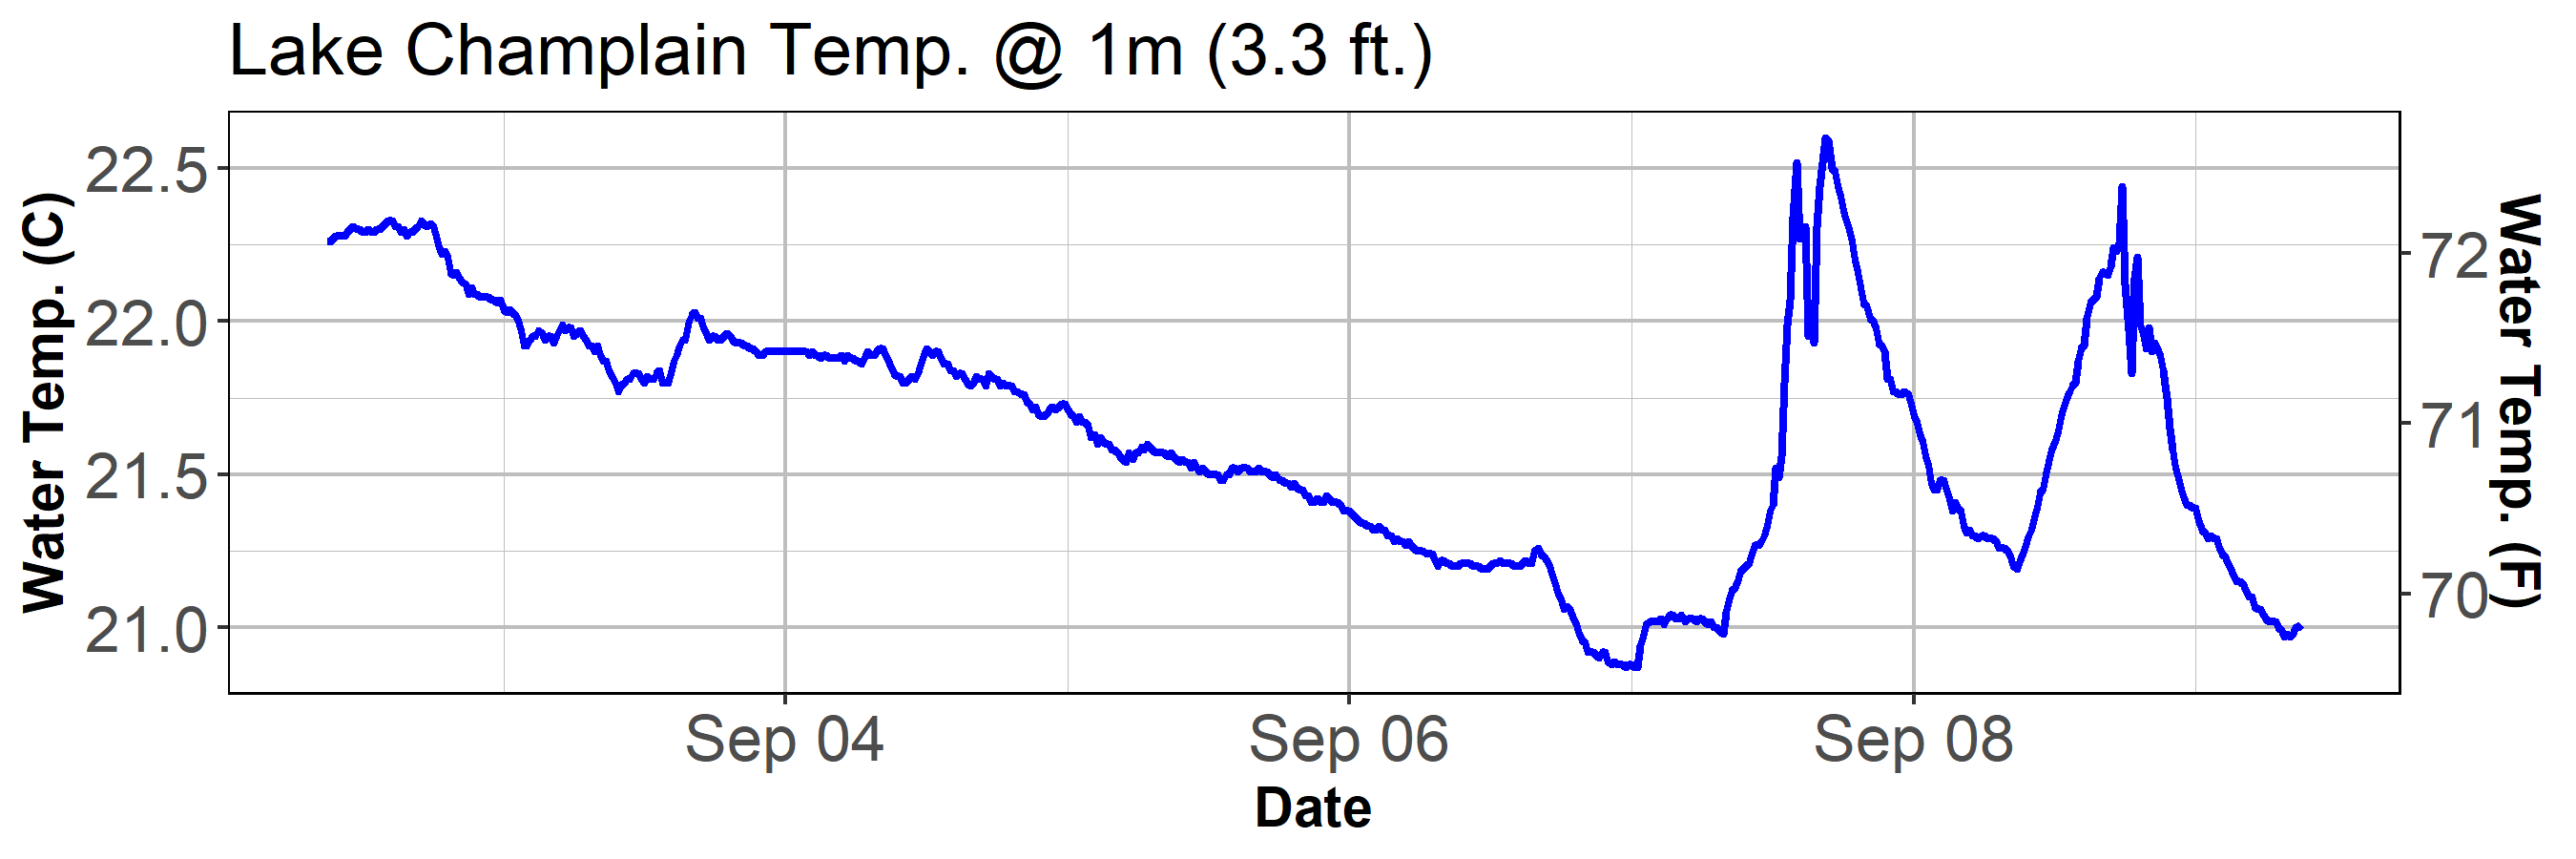 Lake Champlain Temp. @ 1m (3.3 ft.)
Water Temp. (C)
22.5
22.0
21.5
21.0
72
71
70
Water Temp. (F)
Sep 04
Sep 06
Sep 08
Date